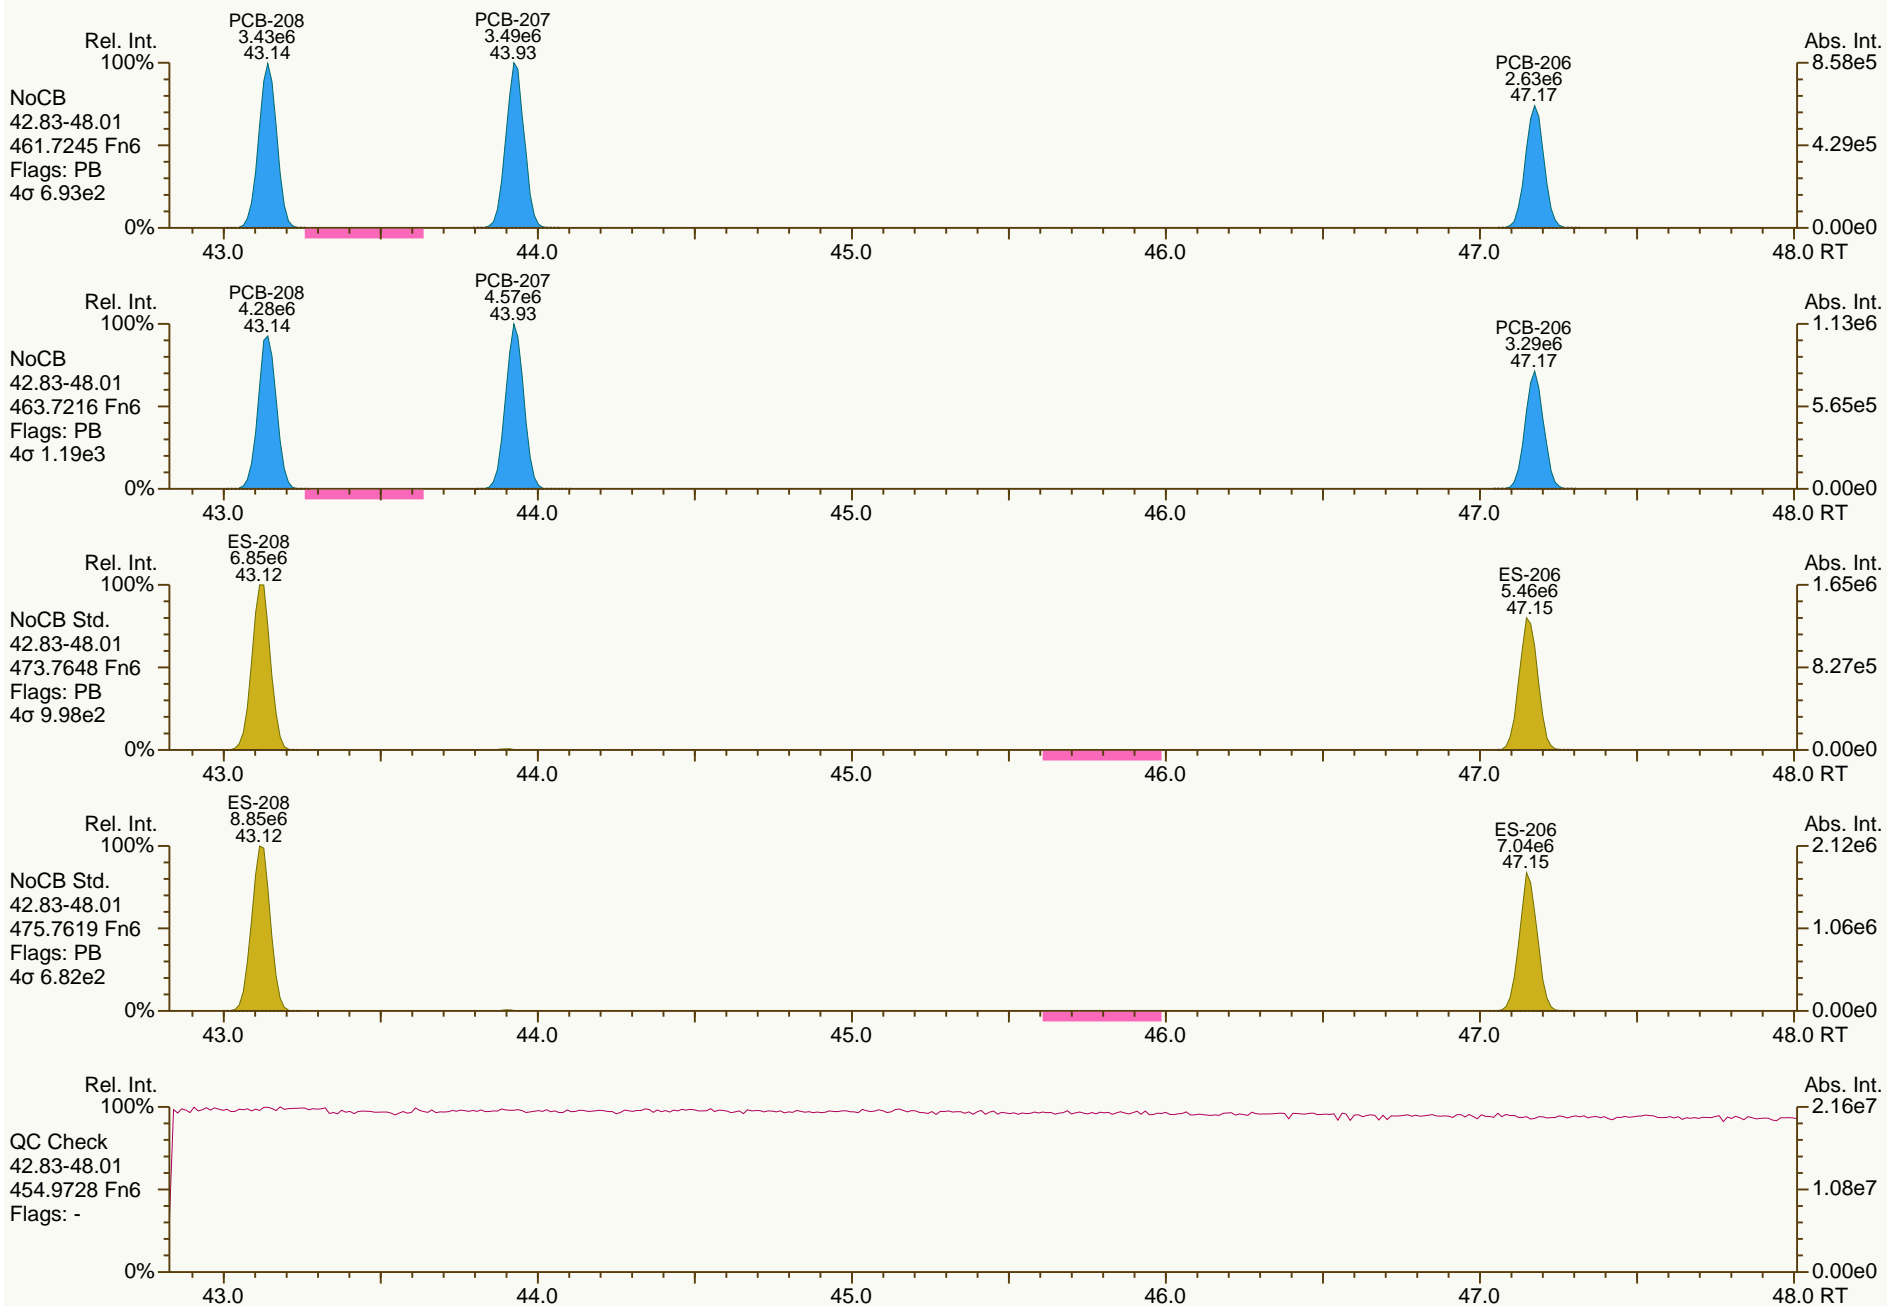 PCB-208
3.43e6
43.14
PCB-207
3.49e6
43.93
PCB-206
2.63e6
47.17
Rel. Int.
Abs. Int.
100%
0%
8.58e5
4.29e5
0.00e0
NoCB
42.83-48.01
461.7245 Fn6
Flags: PB
4σ 6.93e2
43.0 44.0 45.0 46.0 47.0 48.0 RT
PCB-208
4.28e6
43.14
PCB-207
4.57e6
43.93
PCB-206
3.29e6
47.17
Rel. Int.
Abs. Int.
100%
0%
1.13e6
5.65e5
0.00e0
NoCB
42.83-48.01
463.7216 Fn6
Flags: PB
4σ 1.19e3
43.0 44.0 45.0 46.0 47.0 48.0 RT
ES-208
6.85e6
43.12
ES-206
5.46e6
47.15
Rel. Int.
Abs. Int.
100%
0%
1.65e6
8.27e5
0.00e0
NoCB Std.
42.83-48.01
473.7648 Fn6
Flags: PB
4σ 9.98e2
43.0 44.0 45.0 46.0 47.0 48.0 RT
ES-208
8.85e6
43.12
ES-206
7.04e6
47.15
Rel. Int.
Abs. Int.
100%
0%
2.12e6
1.06e6
0.00e0
NoCB Std.
42.83-48.01
475.7619 Fn6
Flags: PB
4σ 6.82e2
43.0 44.0 45.0 46.0 47.0 48.0 RT
Rel. Int.
Abs. Int.
100%
0%
2.16e7
1.08e7
0.00e0
QC Check
42.83-48.01
454.9728 Fn6
Flags: -
43.0 44.0 45.0 46.0 47.0 48.0 RT